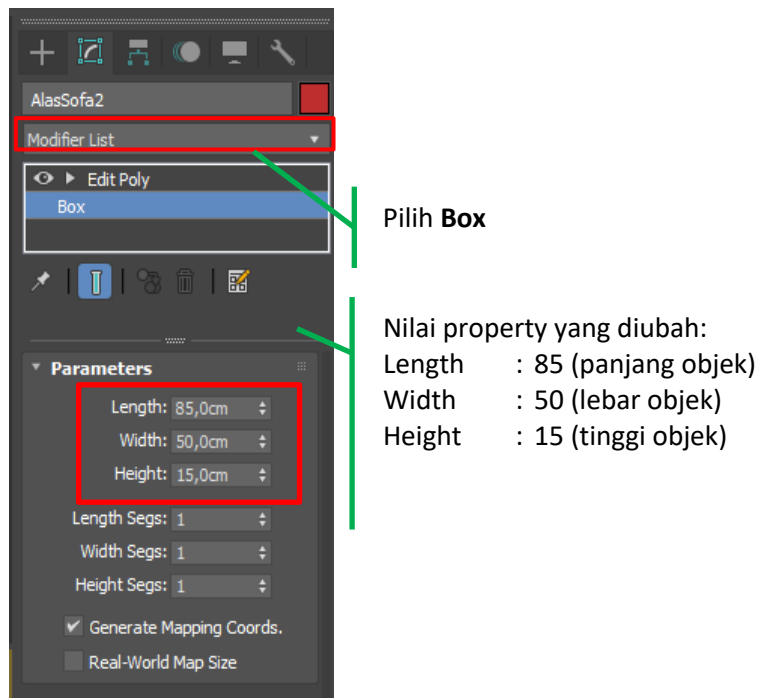 AlasSofa2
Modifier List
Edit Poly
Box
Pilih Box
Nilai property yang diubah:
Length : 85 (panjang objek)
Width : 50 (lebar objek)
Height : 15 (tinggi objek)
Parameters
Length: 85,0cm
Width: 50,0cm
Height: 15,0cm
Length Segs: 1
Width Segs: 1
Height Segs: 1
Generate Mapping Coords.
Real-World Map Size